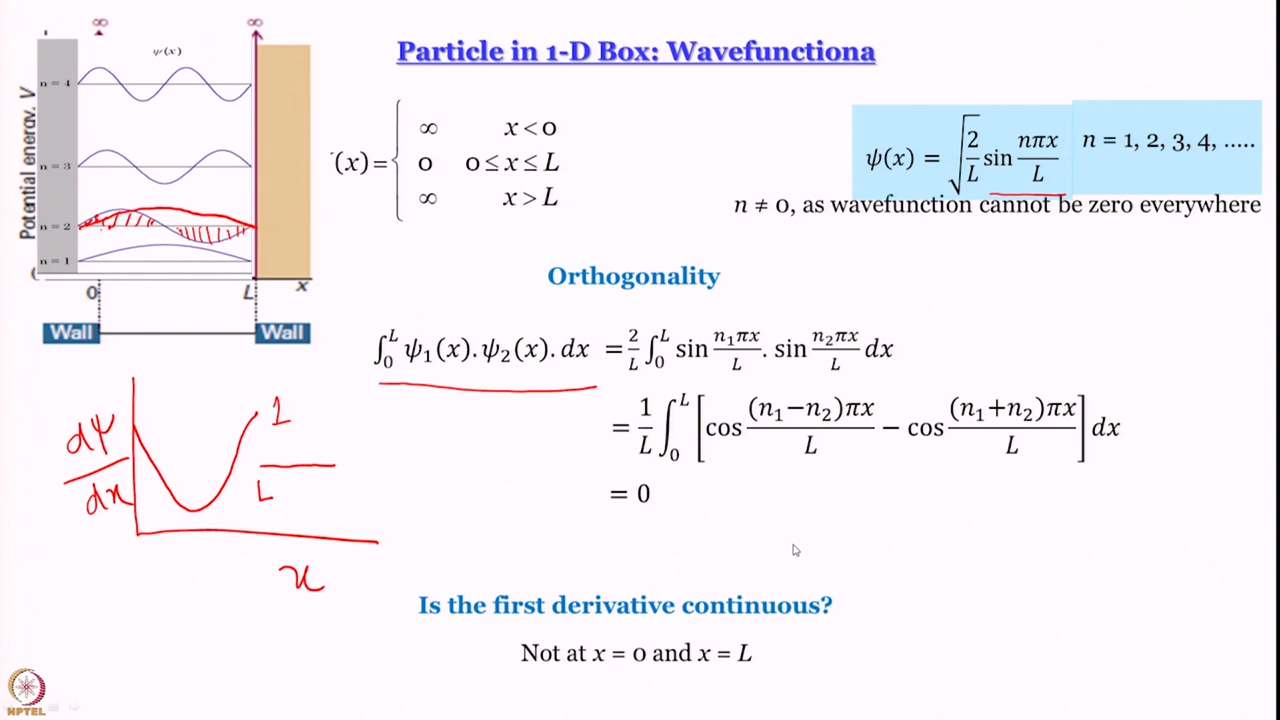 Particle in 1-D Box: Wavefunctiona
∞ ∞
ψ(x)
n = 4
n = 3
n = 2
n = 1
Potential energy, V
0 L x
Wall Wall
(x) = { ∞ x < 0
0 0 ≤ x ≤ L
∞ x > L
ψ(x) = √(2/L) sin nπx/L n = 1, 2, 3, 4, .....
n ≠ 0, as wavefunction cannot be zero everywhere
Orthogonality
∫₀ᴸ ψ₁(x). ψ₂(x). dx = 2/L ∫₀ᴸ sin n₁πx/L . sin n₂πx/L dx
= 1/L ∫₀ᴸ [cos (n₁−n₂)πx/L − cos (n₁+n₂)πx/L] dx
= 0
dψ/dx
1
L
x
Is the first derivative continuous?
Not at x = 0 and x = L
NPTEL